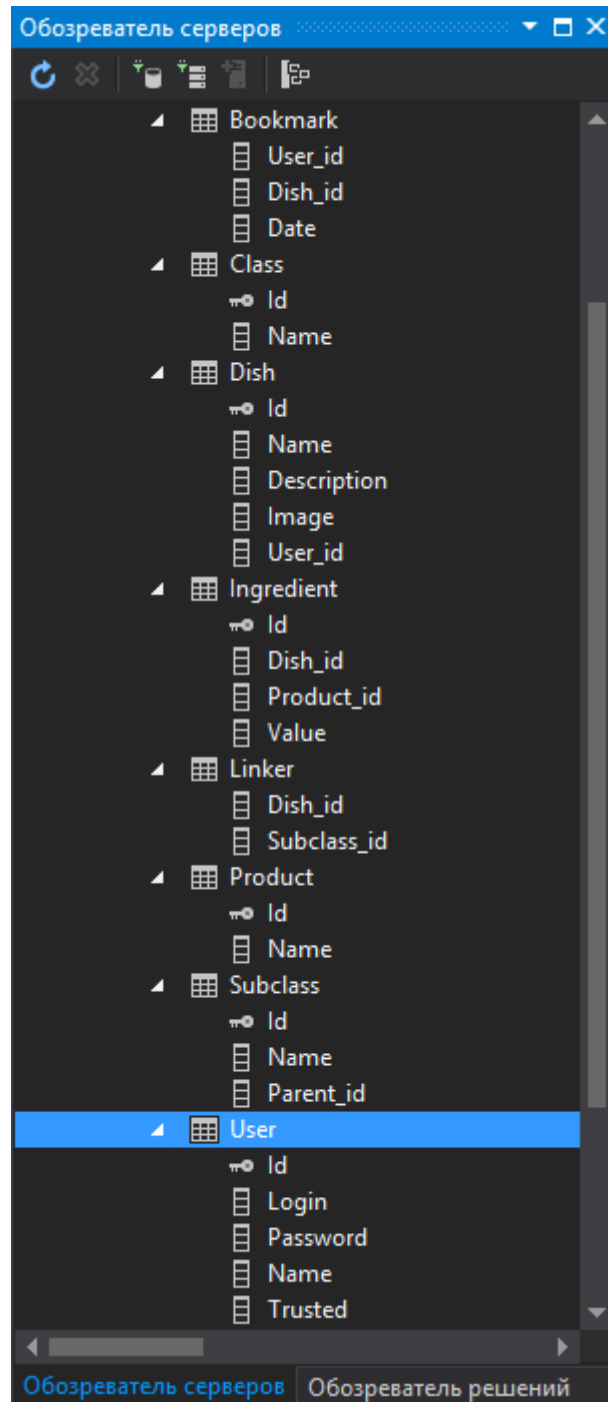 Обозреватель серверов
Bookmark
User_id
Dish_id
Date
Class
Id
Name
Dish
Id
Name
Description
Image
User_id
Ingredient
Id
Dish_id
Product_id
Value
Linker
Dish_id
Subclass_id
Product
Id
Name
Subclass
Id
Name
Parent_id
User
Id
Login
Password
Name
Trusted
Обозреватель серверов Обозреватель решений